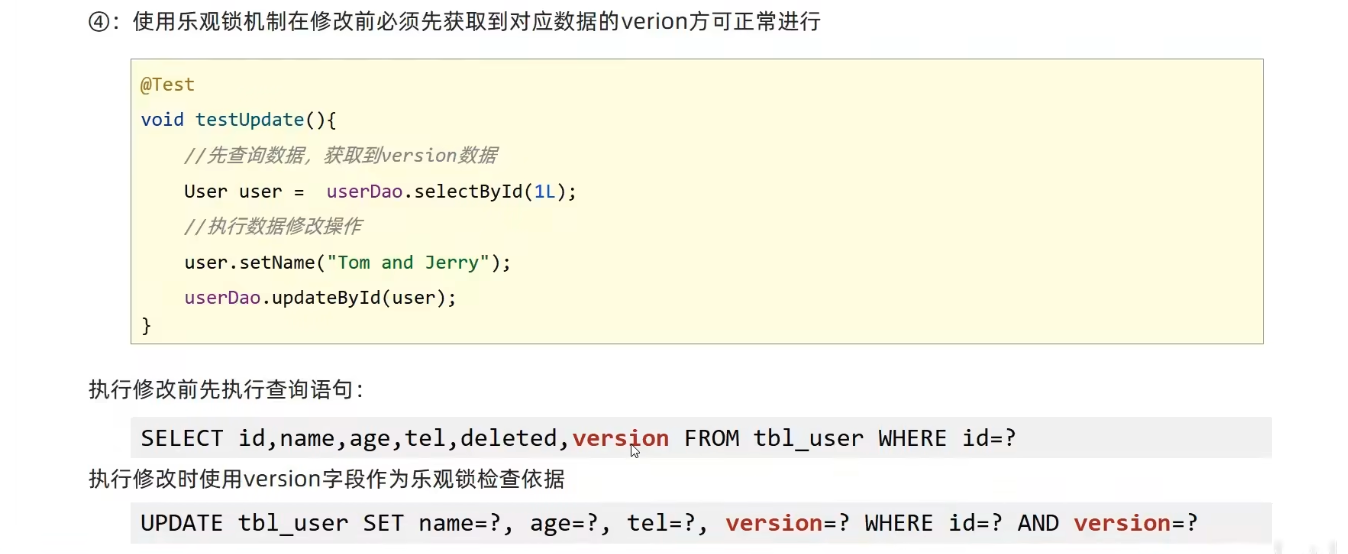 ④：使用乐观锁机制在修改前必须先获取到对应数据的verion方可正常进行
@Test
void testUpdate(){
//先查询数据，获取到version数据
User user =  userDao.selectById(1L);
//执行数据修改操作
user.setName("Tom and Jerry");
userDao.updateById(user);
}
执行修改前先执行查询语句：
SELECT id,name,age,tel,deleted,version FROM tbl_user WHERE id=?
执行修改时使用version字段作为乐观锁检查依据
UPDATE tbl_user SET name=?, age=?, tel=?, version=? WHERE id=? AND version=?